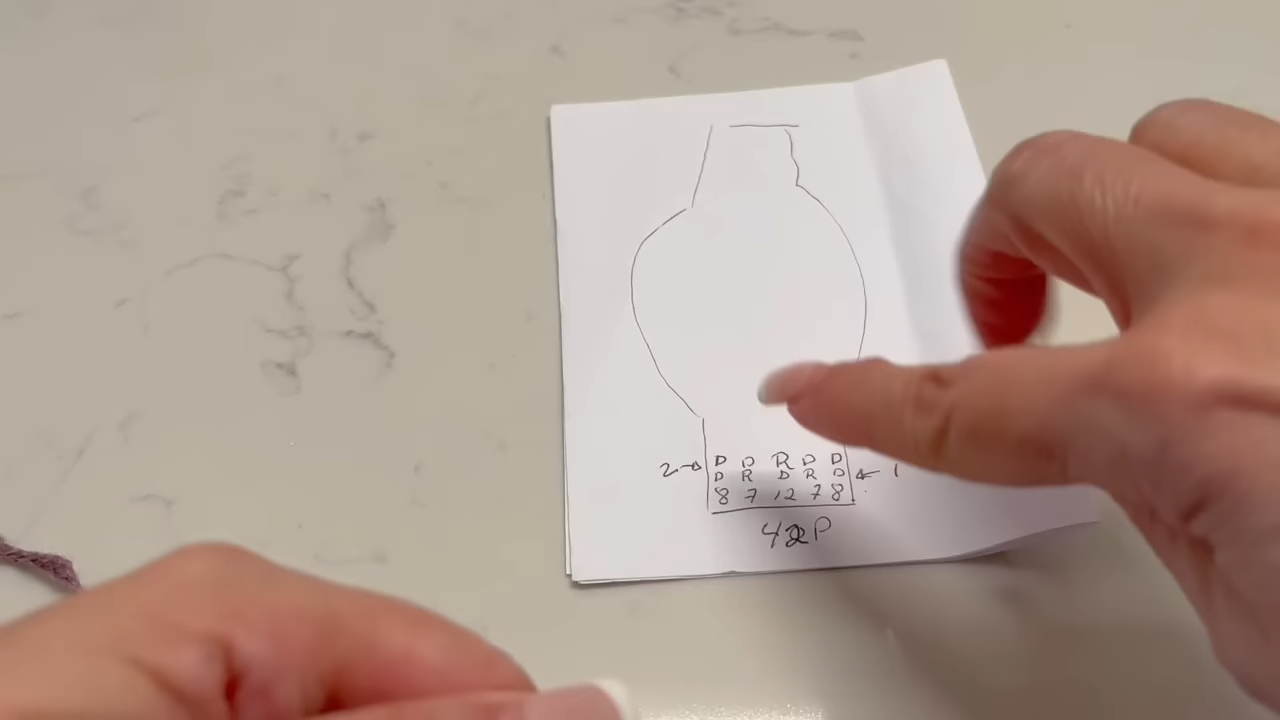 2→ D D R D D
D R D R D ← 1
8 7 12 7 8
42P